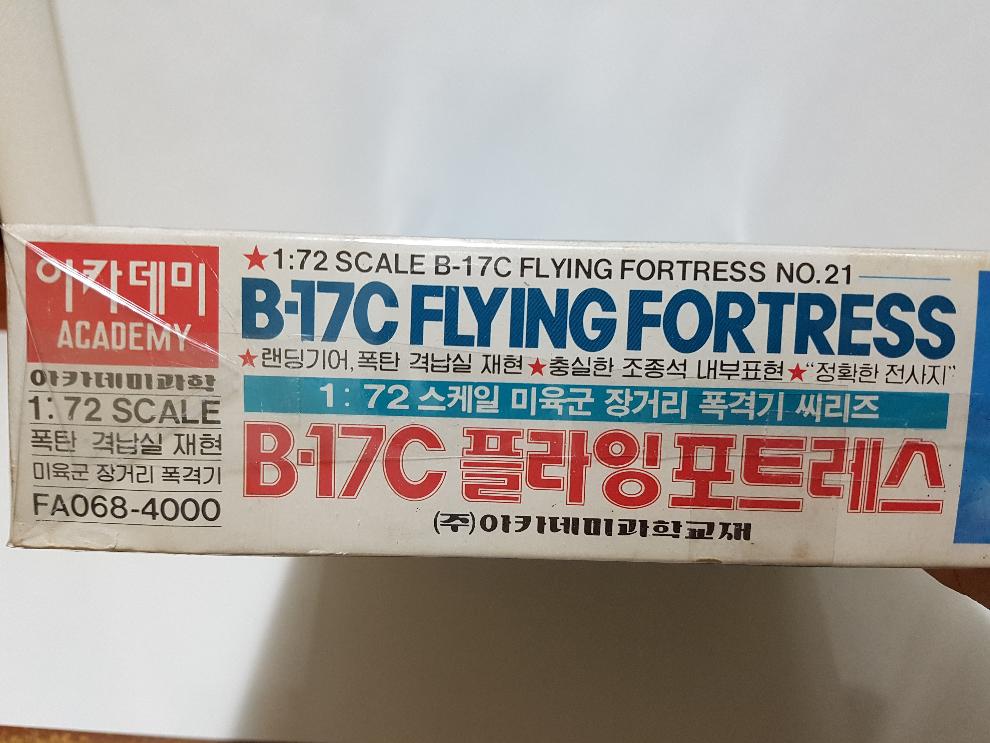 아카데미
ACADEMY
아카데미과학
1:72 SCALE
폭탄 격납실 재현
미육군 장거리 폭격기
FA068-4000
★1:72 SCALE B-17C FLYING FORTRESS NO.21
B-17C FLYING FORTRESS
★랜딩기어, 폭탄 격납실 재현 ★충실한 조종석 내부표현 ★"정확한 전사지"
1:72 스케일 미육군 장거리 폭격기 씨리즈
B-17C 플라잉포트레스
(주)아카데미과학교재